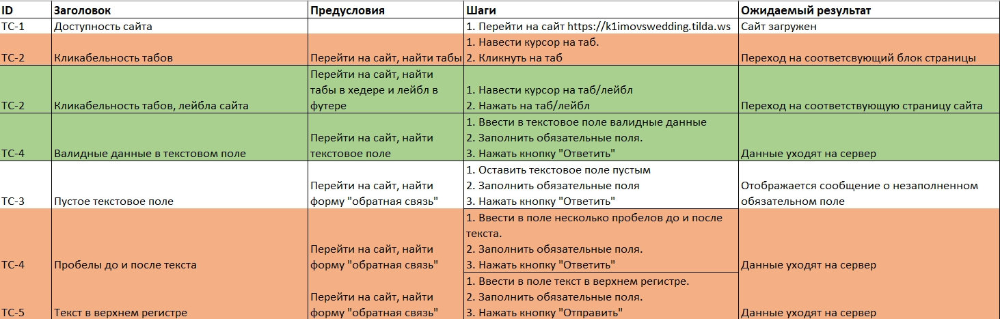 ID Заголовок Предусловия Шаги Ожидаемый результат
TC-1 Доступность сайта 1. Перейти на сайт https://k1imovswedding.tilda.ws Сайт загружен
1. Навести курсор на таб.
TC-2 Кликабельность табов Перейти на сайт, найти табы 2. Кликнуть на таб Переход на соответсвующий блок страницы
Перейти на сайт, найти
табы в хедере и лейбл в 1. Навести курсор на таб/лейбл
TC-2 Кликабельность табов, лейбла сайта футере 2. Нажать на таб/лейбл Переход на соответствующую страницу сайта
1. Ввести в текстовое поле валидные данные
Перейти на сайт, найти 2. Заполнить обязательные поля.
TC-4 Валидные данные в текстовом поле текстовое поле 3. Нажать кнопку "Ответить" Данные уходят на сервер
1. Оставить текстовое поле пустым
Перейти на сайт, найти 2. Заполнить обязательные поля Отображается сообщение о незаполненном
TC-3 Пустое текстовое поле форму "обратная связь" 3. Нажать кнопку "Ответить" обязательном поле
1. Ввести в поле несколько пробелов до и после
текста.
Перейти на сайт, найти 2. Заполнить обязательные поля.
TC-4 Пробелы до и после текста форму "обратная связь" 3. Нажать кнопку "Ответить" Данные уходят на сервер
1. Ввести в поле текст в верхнем регистре.
Перейти на сайт, найти 2. Заполнить обязательные поля.
TC-5 Текст в верхнем регистре форму "обратная связь" 3. Нажать кнопку "Отправить" Данные уходят на сервер